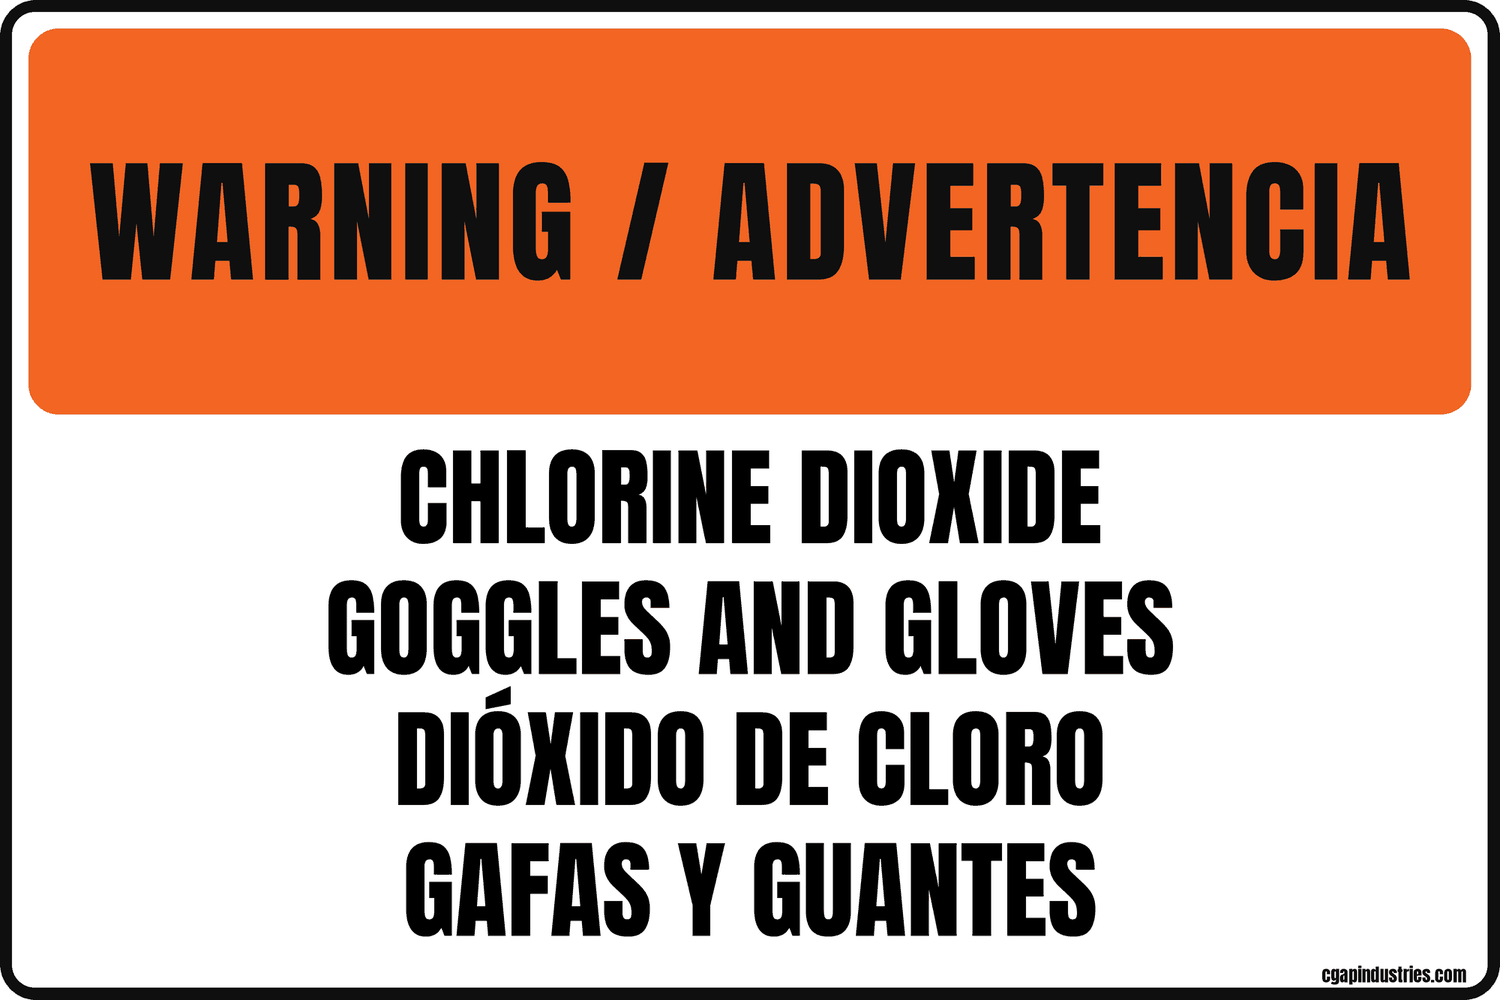 WARNING / ADVERTENCIA
CHLORINE DIOXIDE
GOGGLES AND GLOVES
DIÓXIDO DE CLORO
GAFAS Y GUANTES
cgapindustries.com